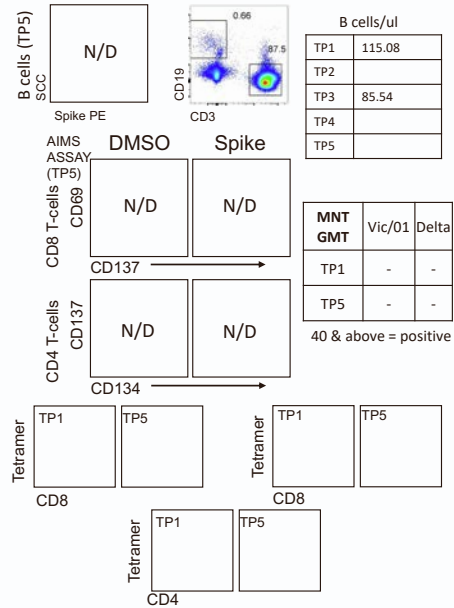 B cells (TP5)
SCC
N/D
Spike PE
0.66
87.5
CD19
CD3
B cells/ul
TP1 115.08
TP2
TP3 85.54
TP4
TP5
AIMS
ASSAY
(TP5)
DMSO Spike
CD8 T-cells
CD69
N/D N/D
CD137
CD4 T-cells
CD137
N/D N/D
CD134
MNT
GMT Vic/01 Delta
TP1 - -
TP5 - -
40 & above = positive
Tetramer
TP1 TP5
CD8
Tetramer
TP1 TP5
CD8
Tetramer
TP1 TP5
CD4